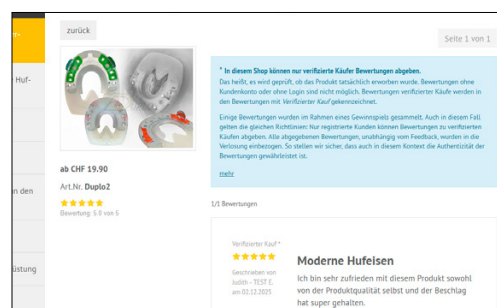 zurück
Seite 1 von 1
Huf-
* In diesem Shop können nur verifizierte Käufer Bewertungen abgeben.
Das heißt, es wird geprüft, ob das Produkt tatsächlich erworben wurde. Bewertungen ohne
Kundenkonto oder ohne Login sind nicht möglich. Bewertungen verifizierter Käufe werden in
den Bewertungen mit Verifizierter Kauf gekennzeichnet.
Einige Bewertungen wurden im Rahmen eines Gewinnspiels gesammelt. Auch in diesem Fall
gelten die gleichen Richtlinien: Nur registrierte Kunden können Bewertungen zu verifizierten
Käufen abgeben. Alle abgegebenen Bewertungen, unabhängig vom Feedback, wurden in die
Verlosung einbezogen. So stellen wir sicher, dass auch in diesem Kontext die Authentizität der
Bewertungen gewährleistet ist.
mehr
ab CHF 19.90
Art.Nr. Duplo2
Bewertung: 5.0 von 5
n den
üstung
1/1 Bewertungen
Verifizierter Kauf *
Geschrieben von
Judith - TEST E.
am 02.12.2025
Moderne Hufeisen
Ich bin sehr zufrieden mit diesem Produkt sowohl
von der Produktqualität selbst und der Beschlag
hat super gehalten.